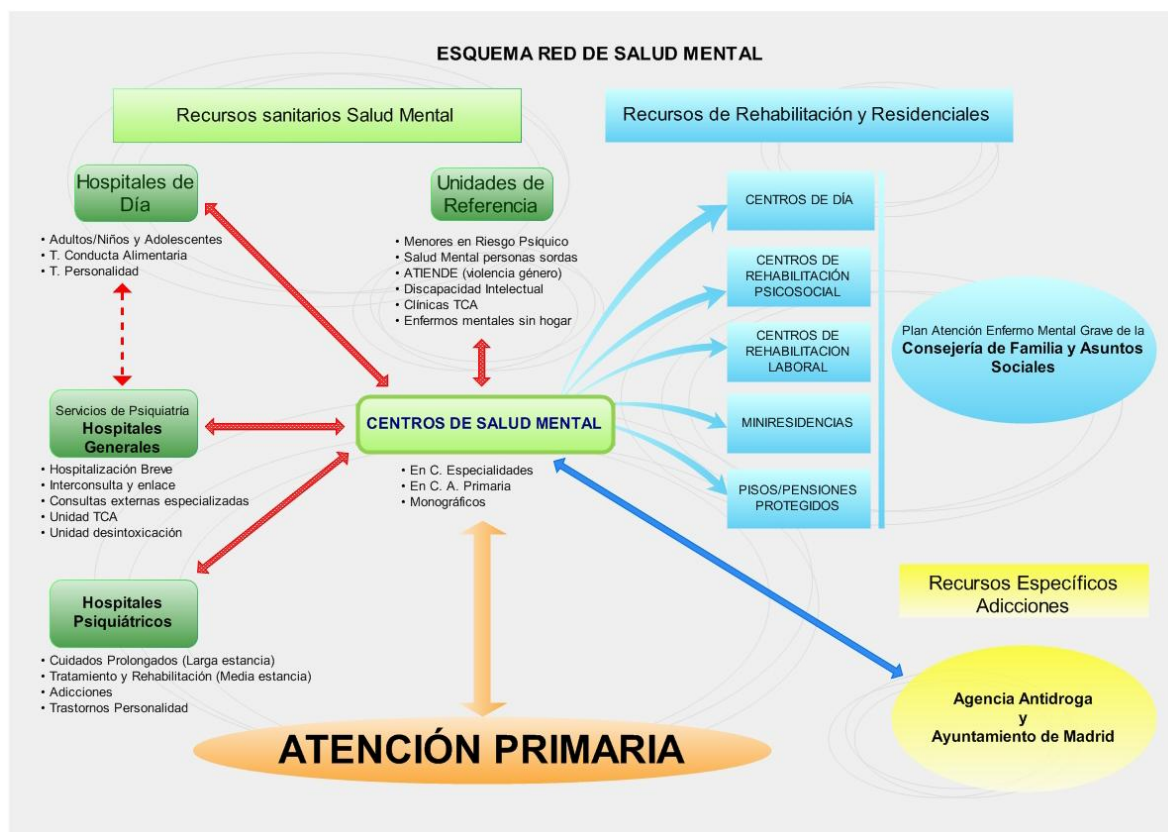 ESQUEMA RED DE SALUD MENTAL
Recursos sanitarios Salud Mental
Recursos de Rehabilitación y Residenciales
Hospitales de
Día
• Adultos/Niños y Adolescentes
• T. Conducta Alimentaria
• T. Personalidad
Unidades de
Referencia
• Menores en Riesgo Psíquico
• Salud Mental personas sordas
• ATIENDE (violencia género)
• Discapacidad Intelectual
• Clínicas TCA
• Enfermos mentales sin hogar
CENTROS DE DÍA
CENTROS DE
REHABILITACIÓN
PSICOSOCIAL
CENTROS DE
REHABILITACION
LABORAL
MINIRESIDENCIAS
PISOS/PENSIONES
PROTEGIDOS
Plan Atención Enfermo Mental Grave de la
Consejería de Familia y Asuntos
Sociales
Servicios de Psiquiatría
Hospitales
Generales
• Hospitalización Breve
• Interconsulta y enlace
• Consultas externas especializadas
• Unidad TCA
• Unidad desintoxicación
CENTROS DE SALUD MENTAL
• En C. Especialidades
• En C. A. Primaria
• Monográficos
Hospitales
Psiquiátricos
• Cuidados Prolongados (Larga estancia)
• Tratamiento y Rehabilitación (Media estancia)
• Adicciones
• Trastornos Personalidad
Recursos Específicos
Adicciones
Agencia Antidroga
y
Ayuntamiento de Madrid
ATENCIÓN PRIMARIA